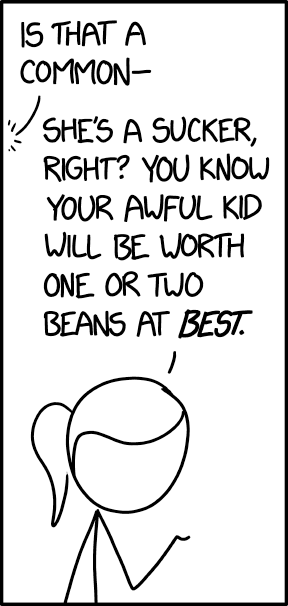 IS THAT A
COMMON—
SHE'S A SUCKER,
RIGHT? YOU KNOW
YOUR AWFUL KID
WILL BE WORTH
ONE OR TWO
BEANS AT BEST.